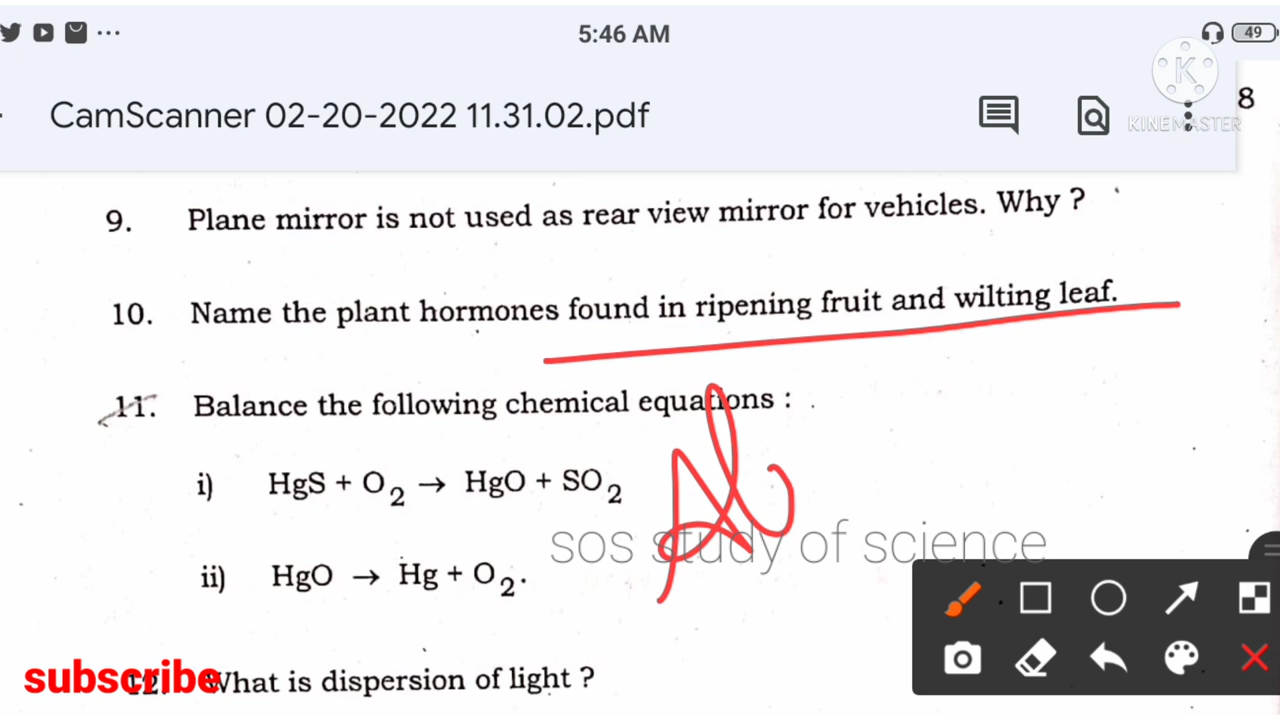 5:46 AM
49
CamScanner 02-20-2022 11.31.02.pdf
K
KINEMASTER
8
9. Plane mirror is not used as rear view mirror for vehicles. Why ?
10. Name the plant hormones found in ripening fruit and wilting leaf.
11. Balance the following chemical equations :
i) HgS + O₂ → HgO + SO₂
sos study of science
ii) HgO → Hg + O₂.
subscribe
12. What is dispersion of light ?